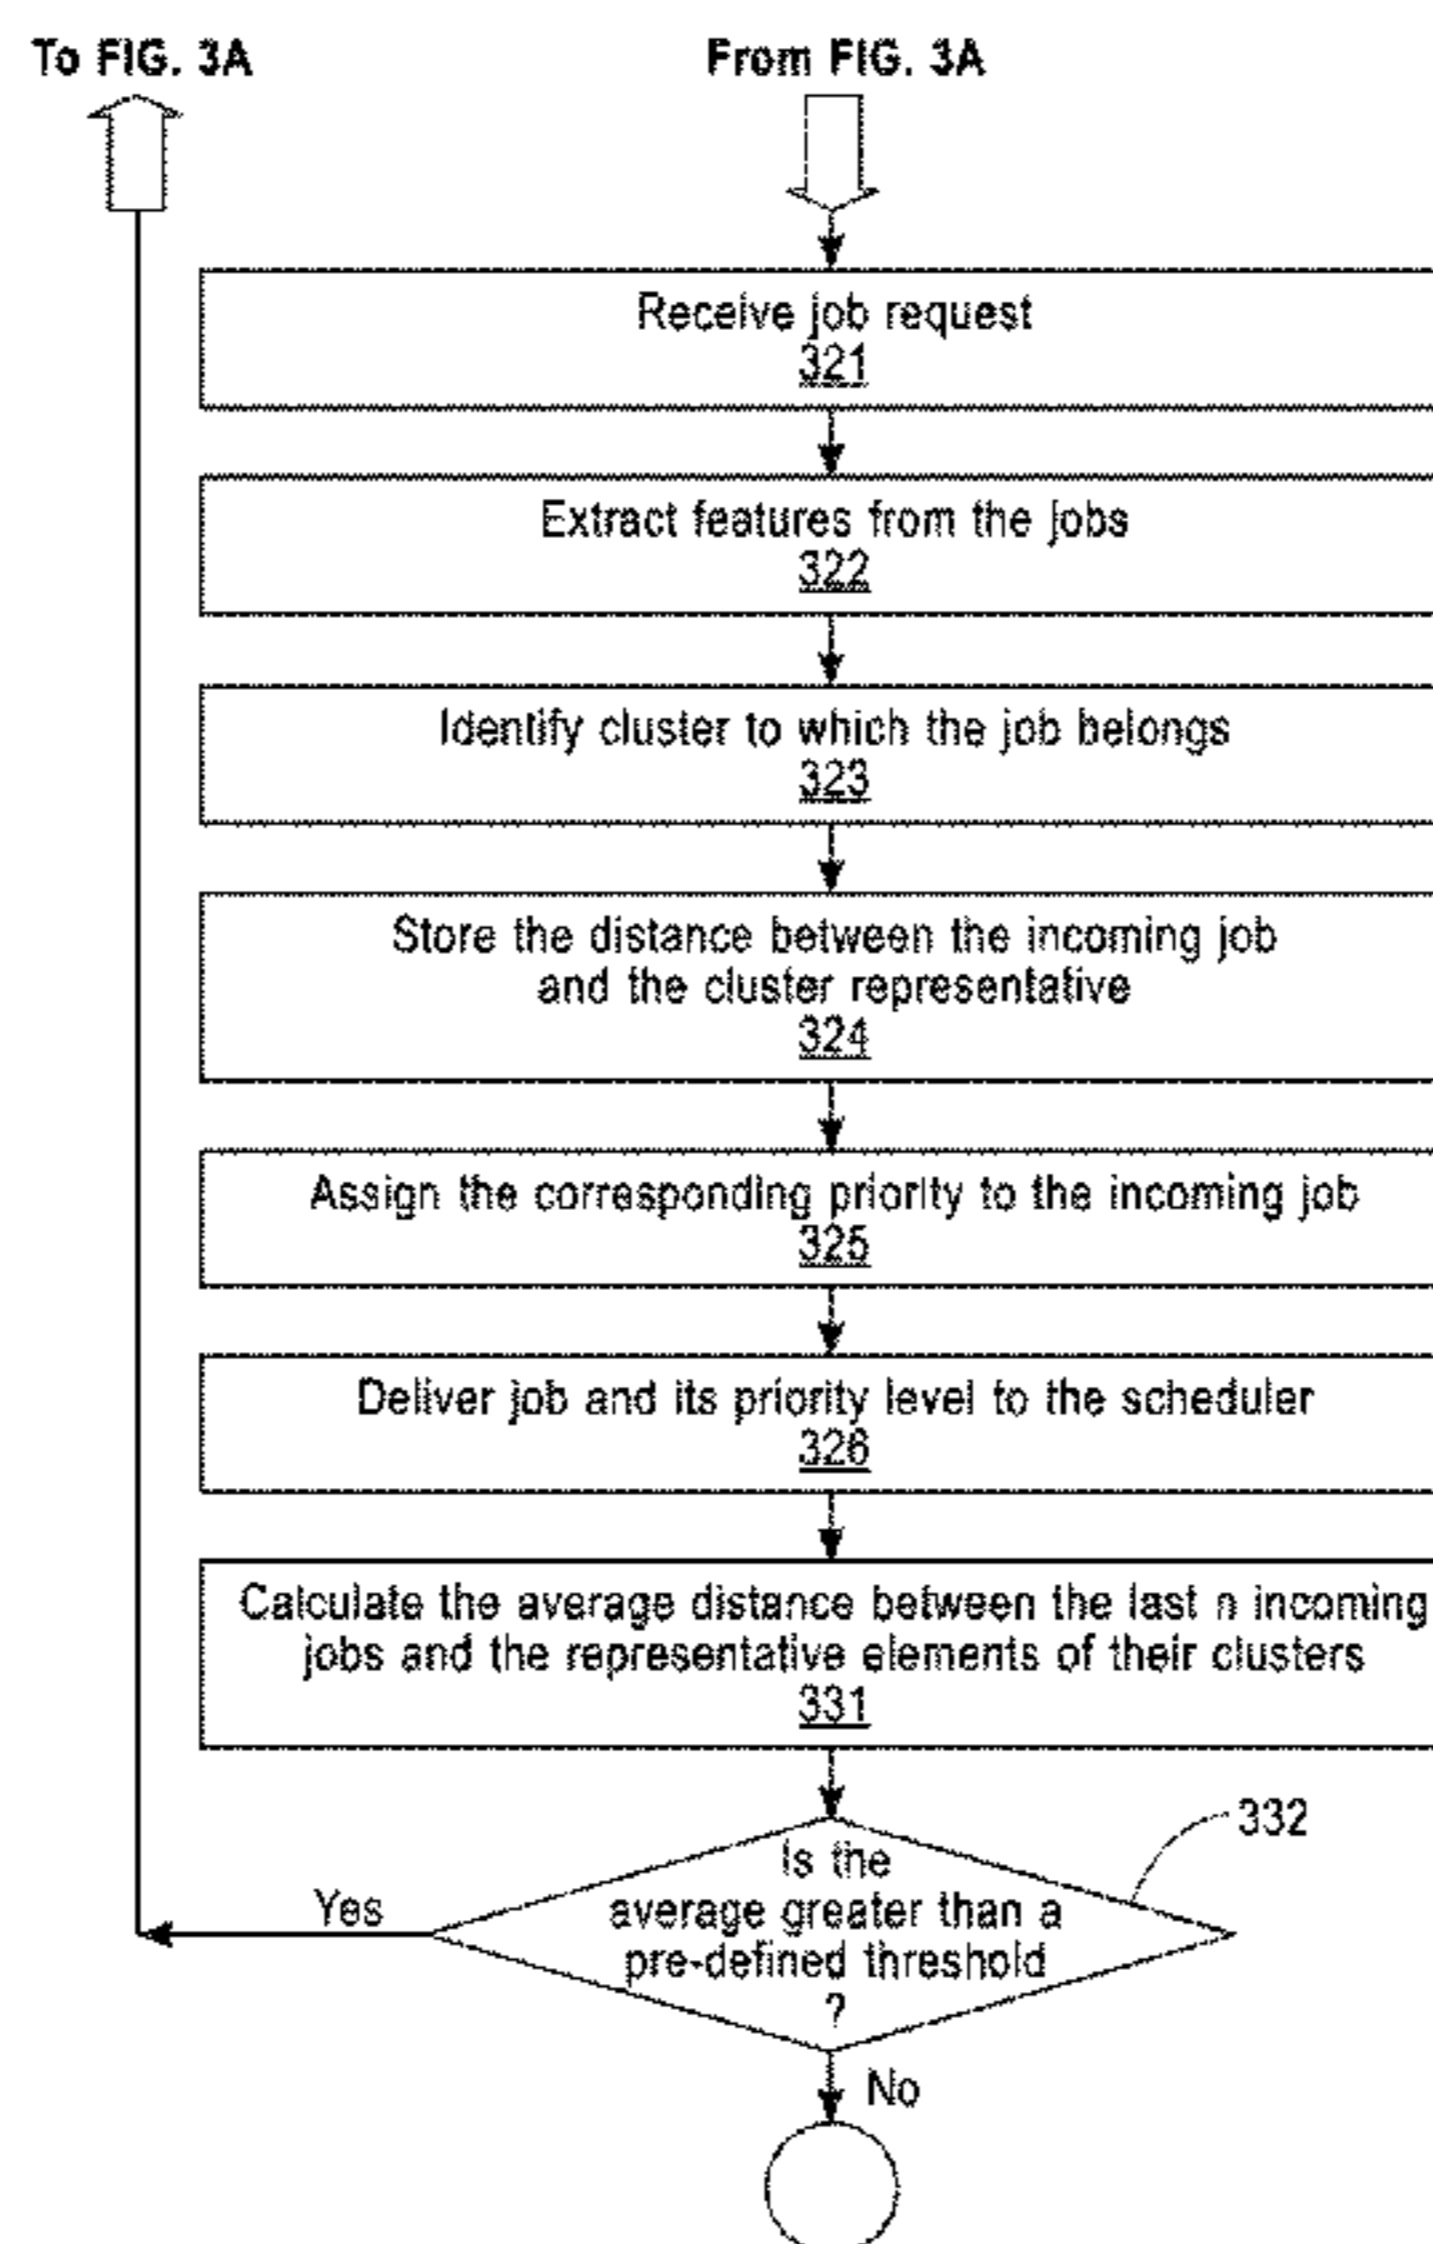 To FIG. 3A
From FIG. 3A
Receive job request
321
Extract features from the jobs
322
Identify cluster to which the job belongs
323
Store the distance between the incoming job
and the cluster representative
324
Assign the corresponding priority to the incoming job
325
Deliver job and its priority level to the scheduler
326
Calculate the average distance between the last n incoming
jobs and the representative elements of their clusters
331
332
Is the
average greater than a
pre-defined threshold
?
Yes
No